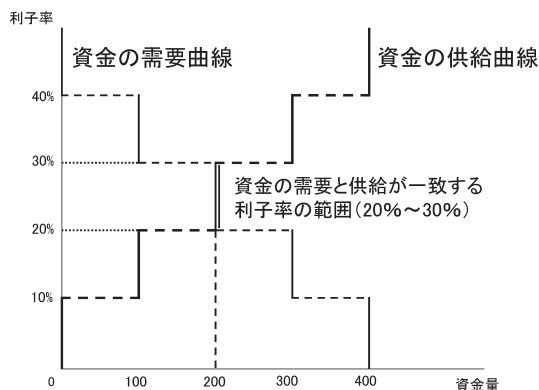 利子率
資金の需要曲線
資金の供給曲線
40%
30%
資金の需要と供給が一致する
利子率の範囲(20%~30%)
20%
10%
0
100
200
300
400
資金量